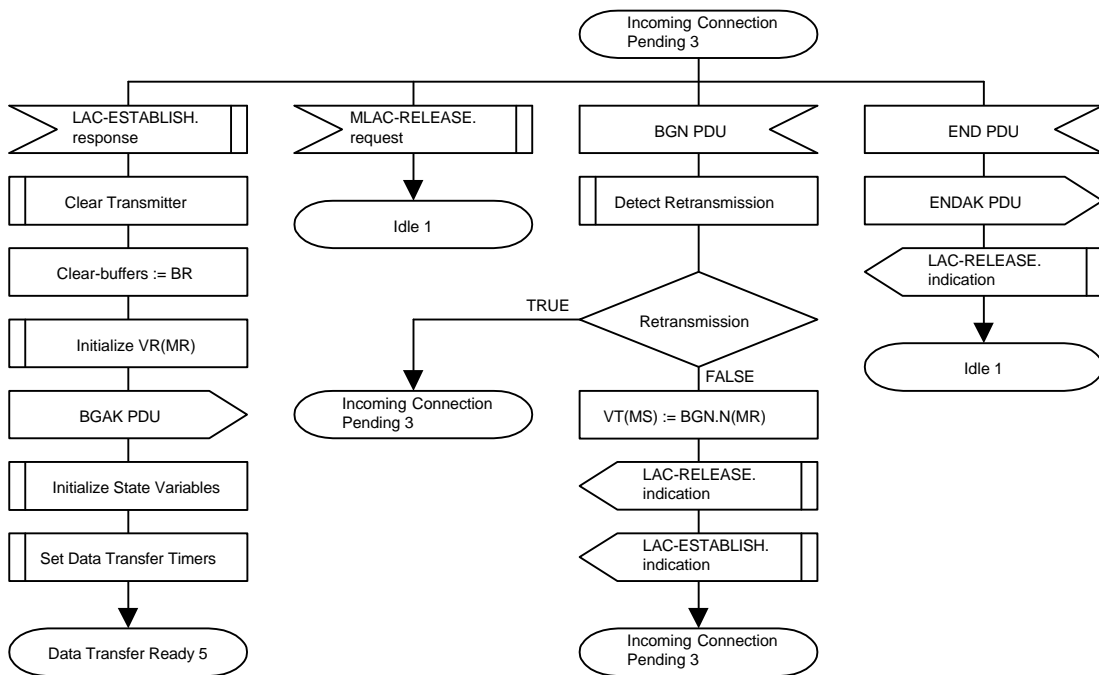 Incoming Connection
Pending 3
LAC-ESTABLISH.
response
MLAC-RELEASE.
request
BGN PDU
END PDU
Clear Transmitter
Idle 1
Detect Retransmission
ENDAK PDU
Clear-buffers := BR
LAC-RELEASE.
indication
TRUE
Retransmission
Initialize VR(MR)
Idle 1
FALSE
Incoming Connection
Pending 3
BGAK PDU
VT(MS) := BGN.N(MR)
Initialize State Variables
LAC-RELEASE.
indication
Set Data Transfer Timers
LAC-ESTABLISH.
indication
Data Transfer Ready 5
Incoming Connection
Pending 3